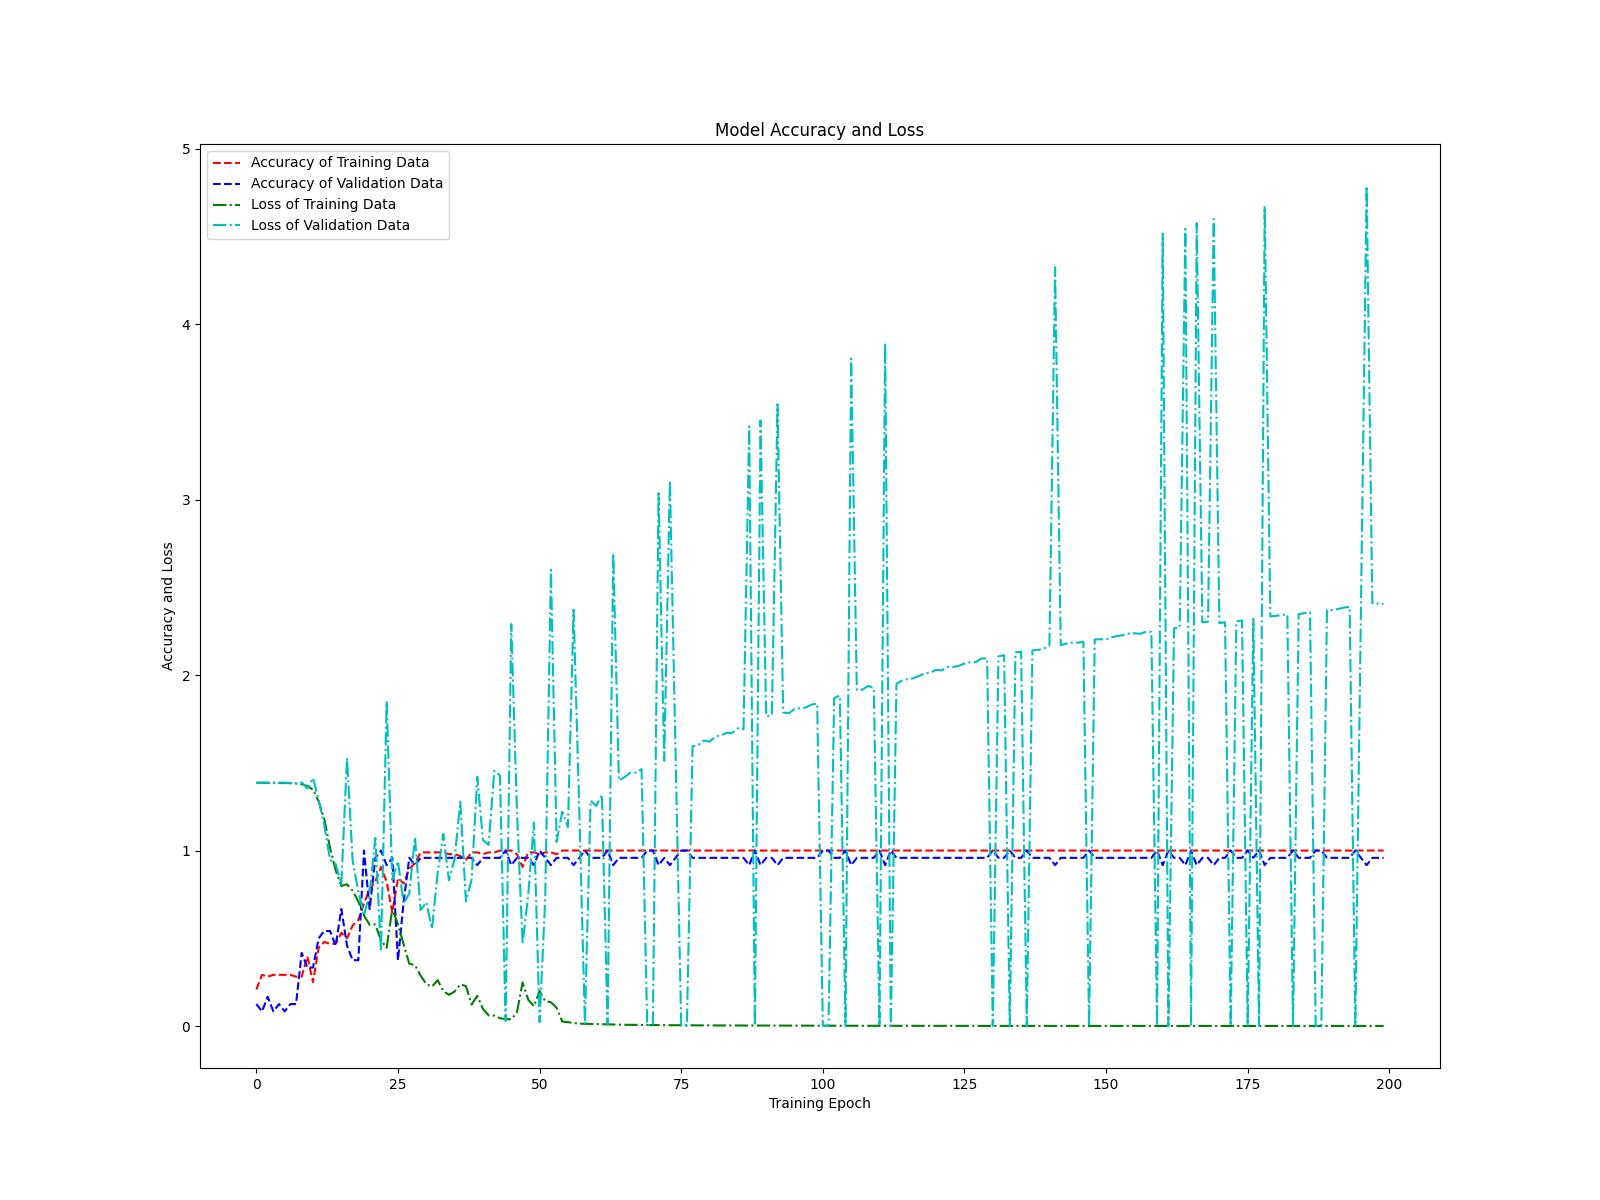 Model Accuracy and Loss
5
Accuracy of Training Data
Accuracy of Validation Data
Loss of Training Data
Loss of Validation Data
4
3
2
1
0
Accuracy and Loss
0 25 50 75 100 125 150 175 200
Training Epoch